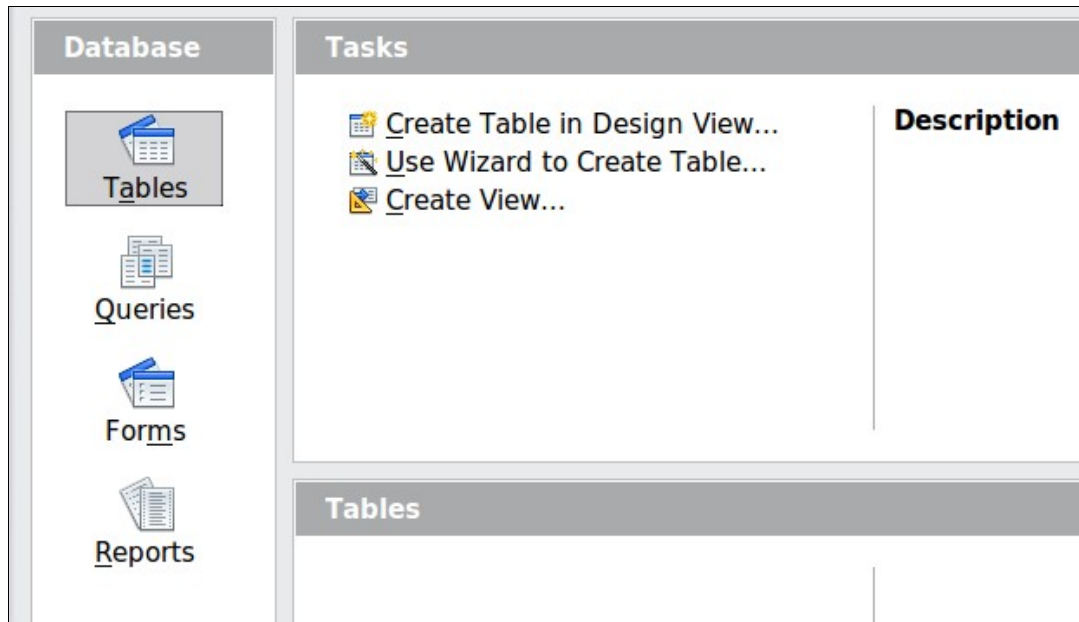 Database
Tables
Queries
Forms
Reports
Tasks
Create Table in Design View...
Use Wizard to Create Table...
Create View...
Description
Tables